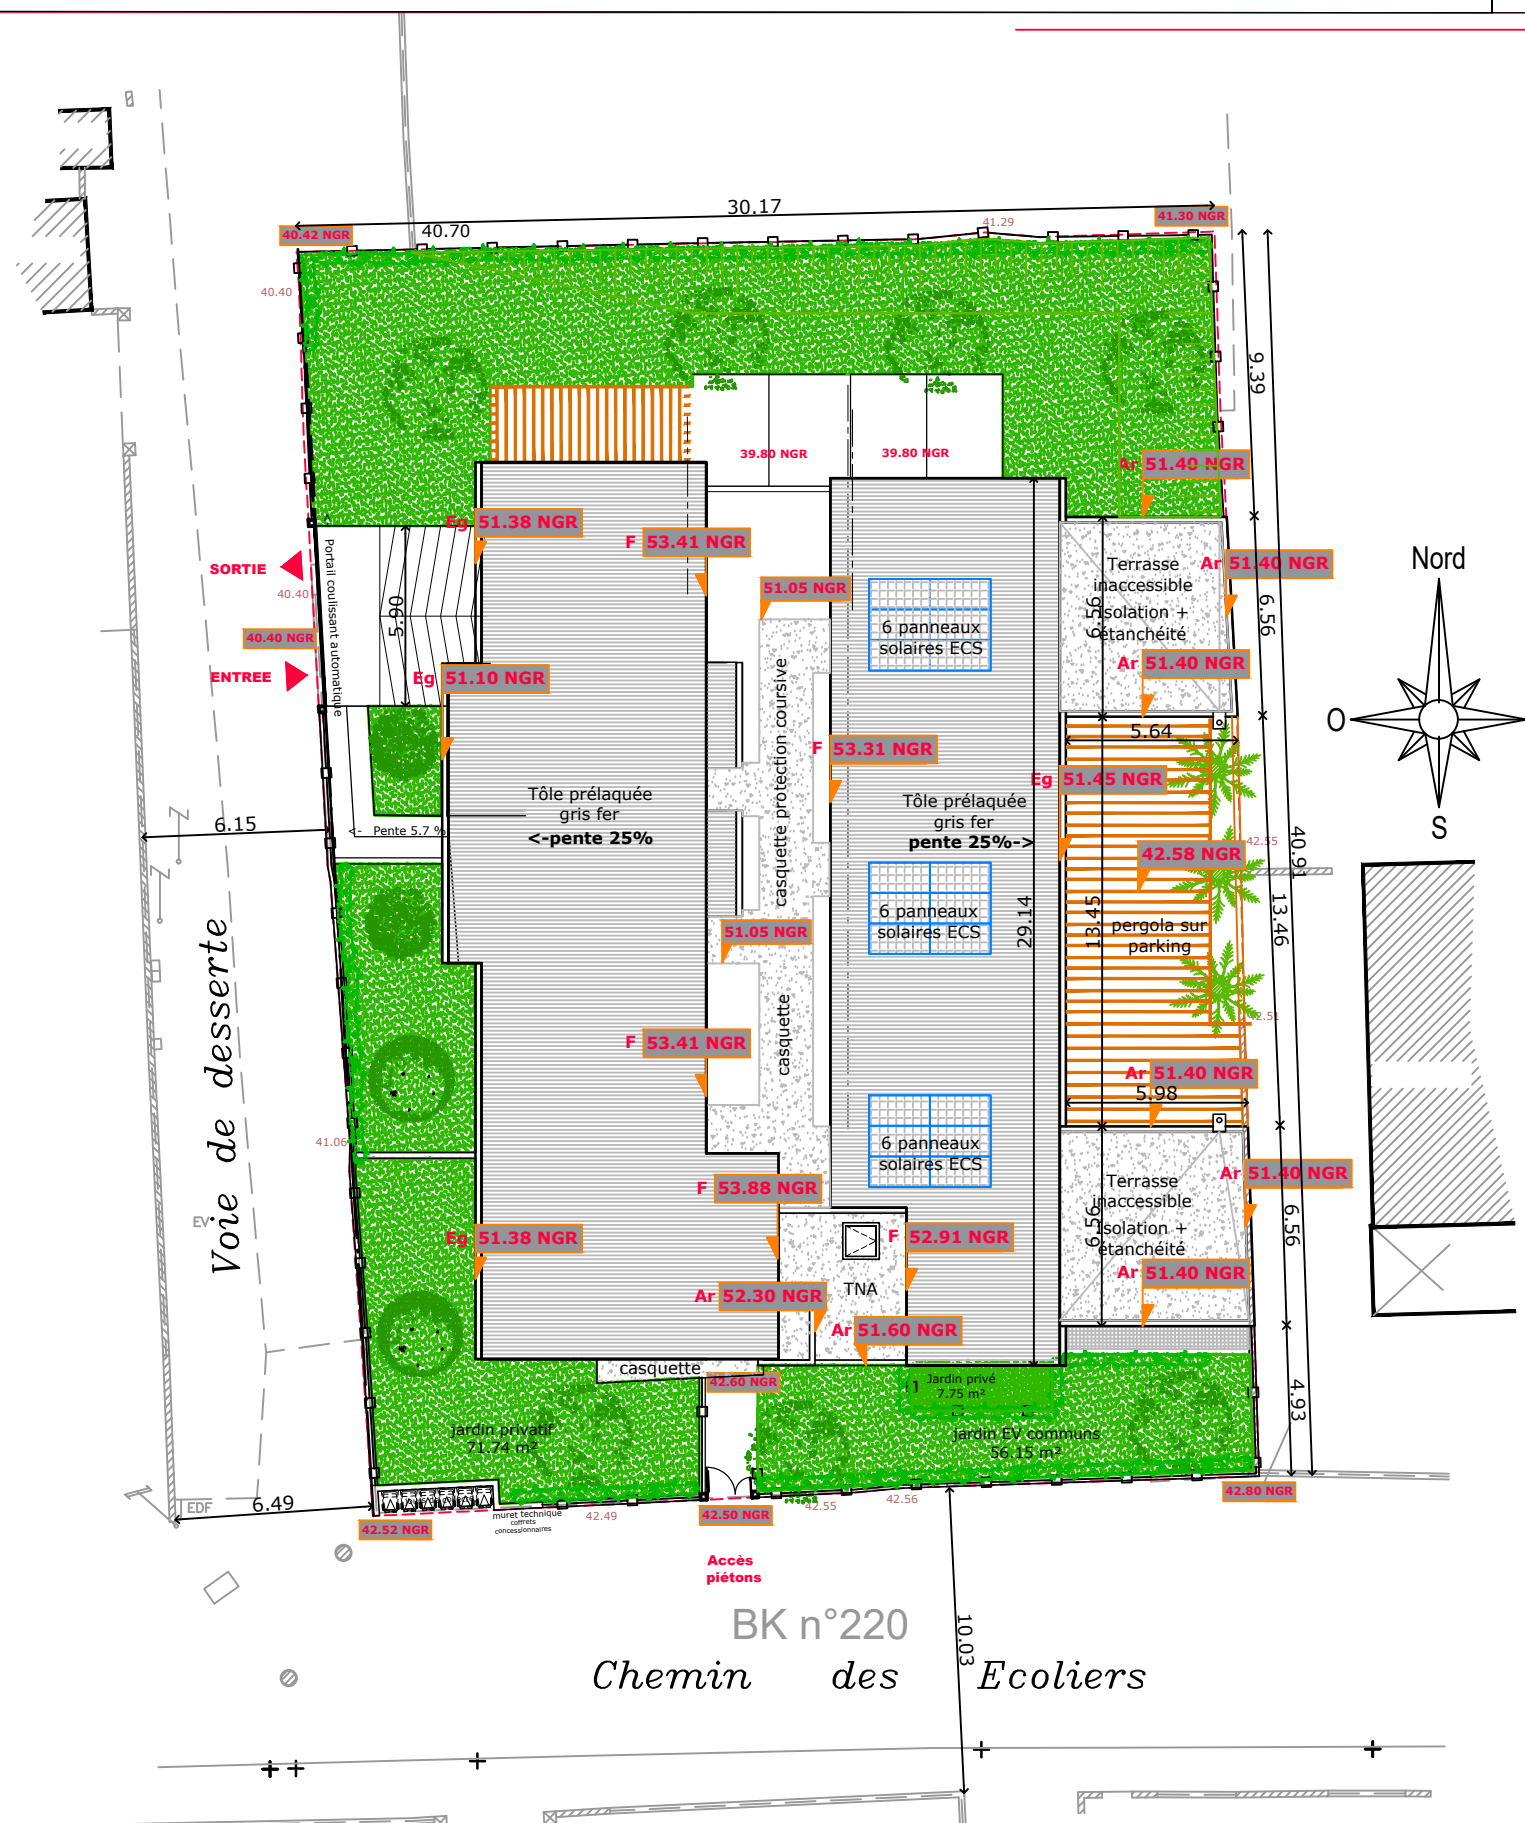 30.17
41.30 NGR
41.29
40.42 NGR
40.70
40.40
9.39
39.80 NGR
39.80 NGR
Ar 51.40 NGR
Eg 51.38 NGR
F 53.41 NGR
Nord
SORTIE
40.40
Portail coulissant automatique
5.90
51.05 NGR
Terrasse
inaccessible
isolation +
étanchéité
6.56
Ar 51.40 NGR
6.56
40.40 NGR
6 panneaux
solaires ECS
ENTREE
Eg 51.10 NGR
Ar 51.40 NGR
casquette protection coursive
O
5.64
F 53.31 NGR
Eg 51.45 NGR
Tôle prélaquée
gris fer
<-pente 25%
Tôle prélaquée
gris fer
pente 25%->
S
6.15
<- Pente 5.7 %
42.58 NGR
42.55
40.91
6 panneaux
solaires ECS
29.14
13.45
13.46
pergola sur
parking
51.05 NGR
Voie de desserte
casquette
42.51
F 53.41 NGR
Ar 51.40 NGR
5.98
41.06
6 panneaux
solaires ECS
F 53.88 NGR
Terrasse
inaccessible
isolation +
étanchéité
6.56
Ar 51.40 NGR
6.56
EV
Eg 51.38 NGR
F 52.91 NGR
Ar 51.40 NGR
TNA
Ar 52.30 NGR
Ar 51.60 NGR
casquette
42.60 NGR
Jardin privé
7.75 m²
4.93
jardin privatif
71.74 m²
jardin EV communs
56.15 m²
EDF
6.49
42.52 NGR
muret technique
coffrets
concessionnaires
42.49
42.50 NGR
42.55
42.56
42.80 NGR
Accès
piétons
BK n°220
10.03
Chemin des Ecoliers